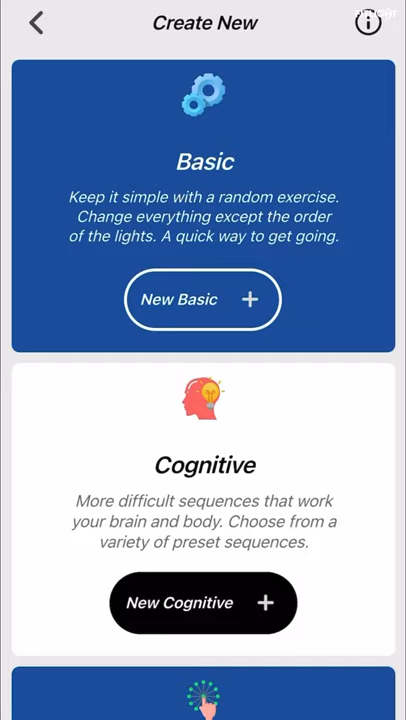 Create New
Basic
Keep it simple with a random exercise.
Change everything except the order
of the lights. A quick way to get going.
New Basic +
Cognitive
More difficult sequences that work
your brain and body. Choose from a
variety of preset sequences.
New Cognitive +